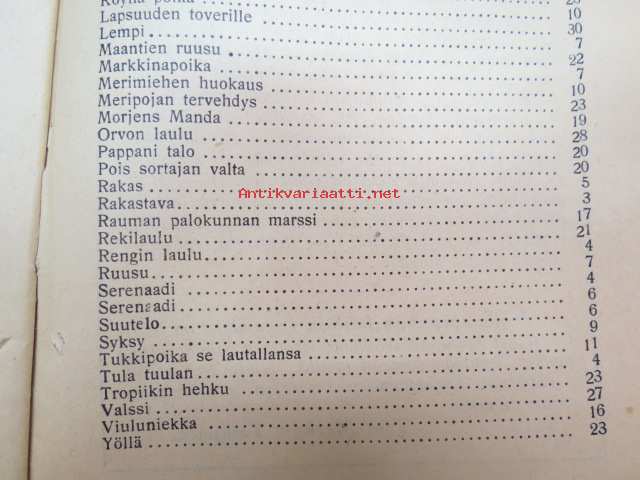 Lapsuuden toverille 10
Lempi 30
Maantien ruusu 7
Markkinapoika 22
Merimiehen huokaus 7
Meripojan tervehdys 10
Morjens Manda 23
Orvon laulu 19
Pappani talo 28
Pois sortajan valta 20
Rakas 20
Rakastava 5
Rauman palokunnan marssi 3
Rekilaulu 17
Rengin laulu 21
Ruusu 4
Serenaadi 7
Serenaadi 4
Suutelo 6
Syksy 6
Tukkipoika se lautallansa 9
Tula tuulan 11
Tropiikin hehku 4
Valssi 23
Viuluniekka 27
Yöllä 16
23
Antikvariaatti.net